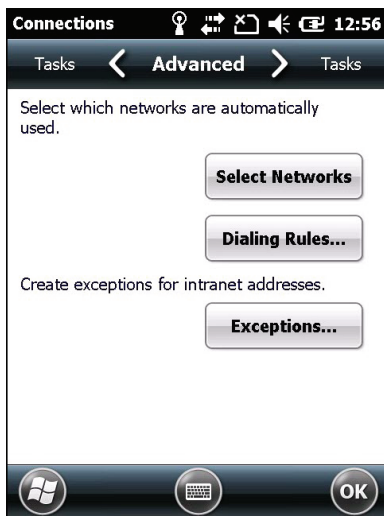 Connections 12:56
Tasks Advanced Tasks
Select which networks are automatically
used.
Select Networks
Dialing Rules...
Create exceptions for intranet addresses.
Exceptions...
OK